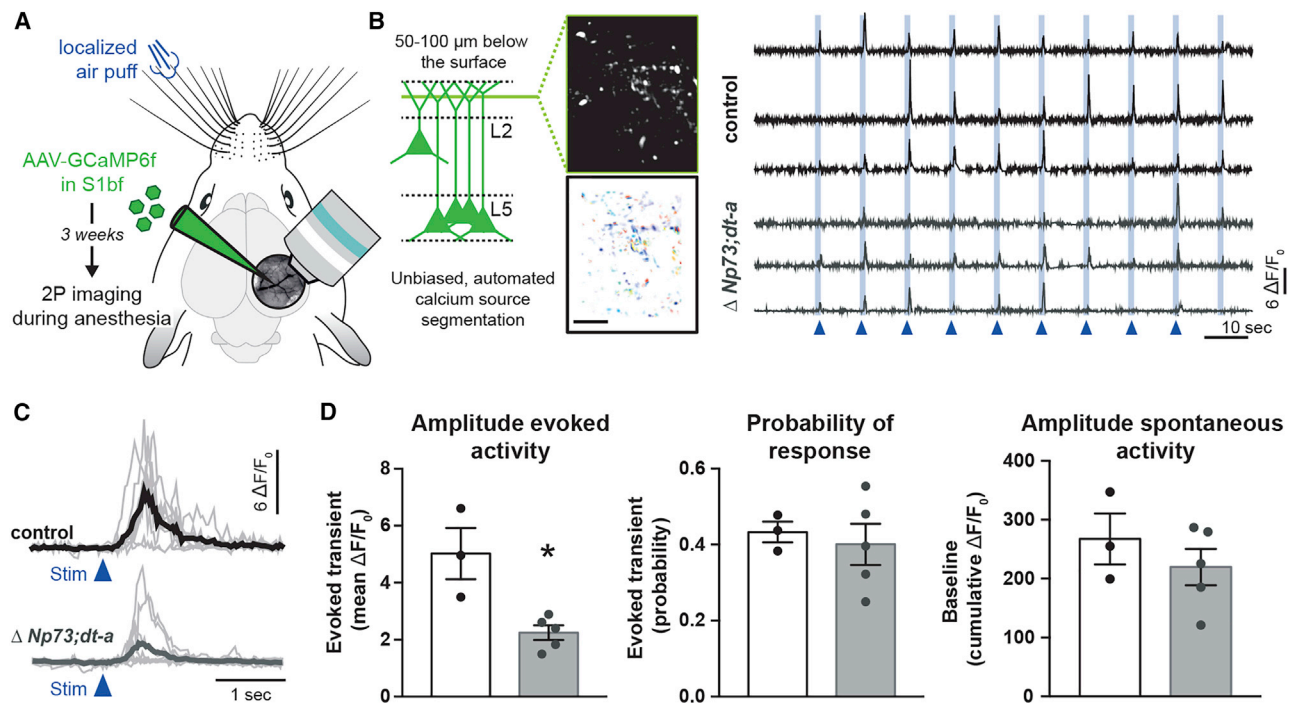 A
localized
air puff
AAV-GCaMP6f
in S1bf
3 weeks
2P imaging
during anesthesia
B
50-100 µm below
the surface
L2
L5
Unbiased, automated
calcium source
segmentation
control
Δ Np73;dt-a
6 ΔF/F₀
10 sec
C
6 ΔF/F₀
control
Stim
Δ Np73;dt-a
Stim
1 sec
D
Amplitude evoked
activity
Evoked transient
(mean ΔF/F₀)
8
6
4
2
0
*
Probability of
response
Evoked transient
(probability)
0.6
0.4
0.2
0.0
Amplitude spontaneous
activity
Baseline
(cumulative ΔF/F₀)
400
300
200
100
0